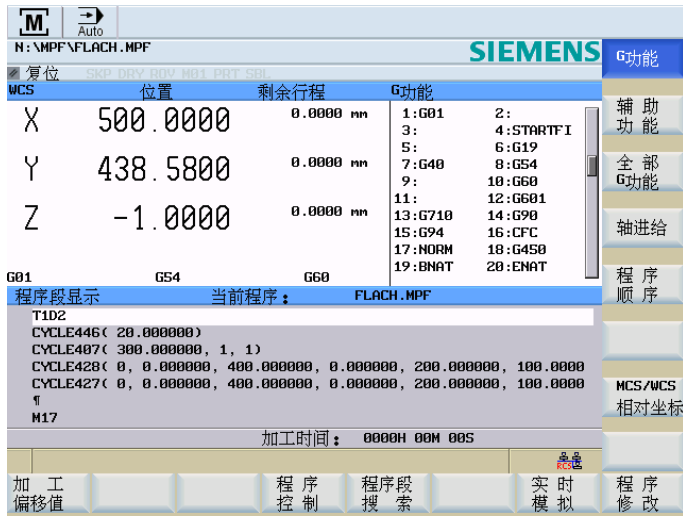 M
Auto
N:\MPF\FLACH.MPF
SIEMENS
复位 SKP DRY ROV M01 PRT SBL
WCS 位置 剩余行程 G功能
X 500.0000 0.0000 mm
Y 438.5800 0.0000 mm
Z -1.0000 0.0000 mm
1:G01 2:
3: 4:STARTFI
5: 6:G19
7:G40 8:G54
9: 10:G60
11: 12:G601
13:G710 14:G90
15:G94 16:CFC
17:NORM 18:G450
19:BNAT 20:ENAT
G01 G54 G60
程序段显示 当前程序： FLACH.MPF
T1D2
CYCLE446( 20.000000)
CYCLE407( 300.000000, 1, 1)
CYCLE428( 0, 0.000000, 400.000000, 0.000000, 200.000000, 100.0000
CYCLE427( 0, 0.000000, 400.000000, 0.000000, 200.000000, 100.0000
¶
M17
加工时间： 0000H 00M 00S
RCS
G功能
辅 助
功 能
全 部
G功能
轴进给
程 序
顺 序
MCS/WCS
相对坐标
加 工
偏移值
程 序
控 制
程序段
搜 索
实 时
模 拟
程 序
修 改